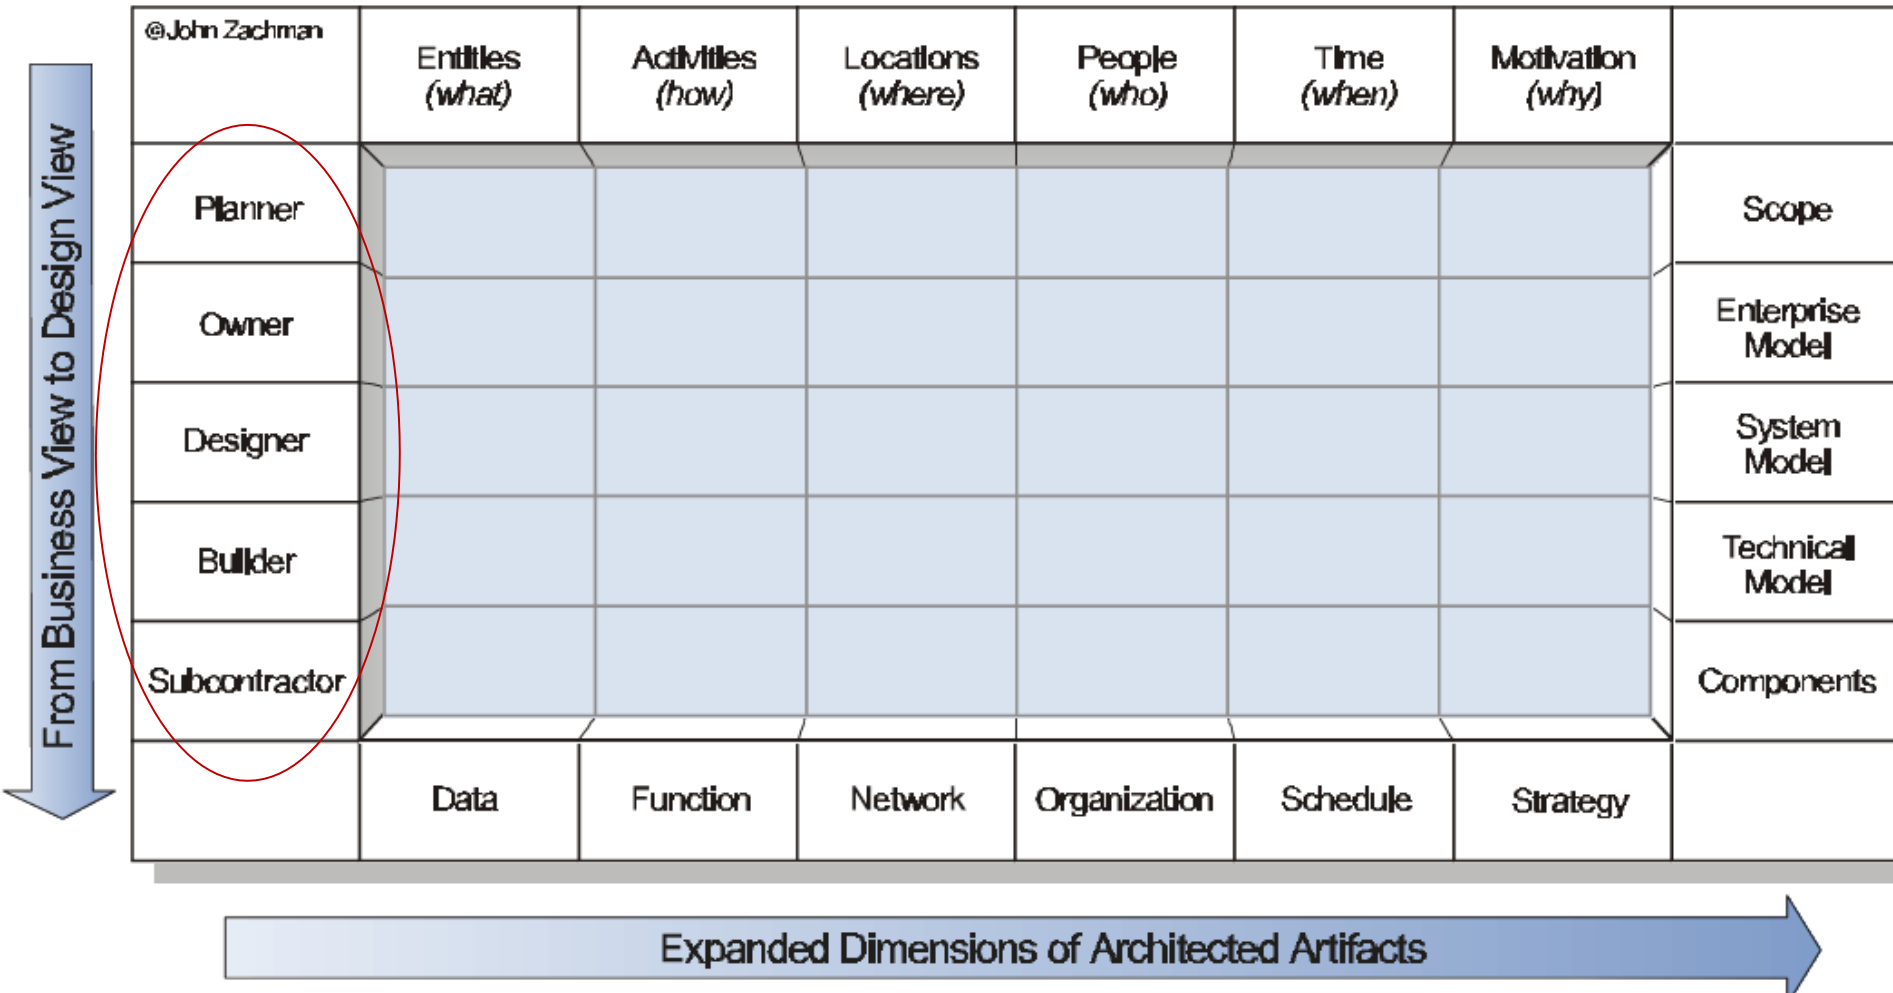 ©John Zachman
Entities
(what)
Activities
(how)
Locations
(where)
People
(who)
Time
(when)
Motivation
(why)
From Business View to Design View
Planner
Scope
Owner
Enterprise
Model
Designer
System
Model
Builder
Technical
Model
Subcontractor
Components
Data
Function
Network
Organization
Schedule
Strategy
Expanded Dimensions of Architected Artifacts